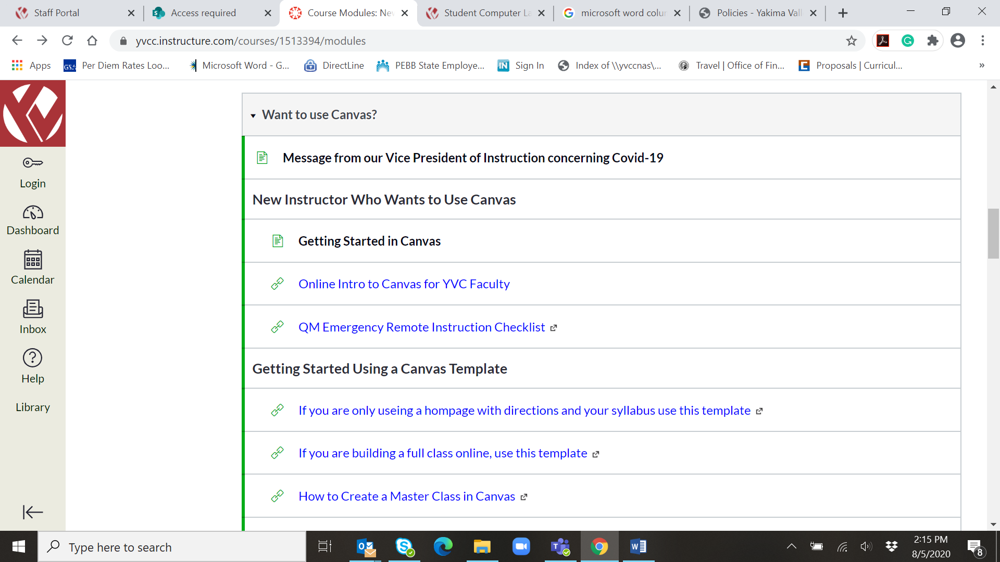 Staff Portal
Access required
Course Modules: Ne
Student Computer La
microsoft word colu
Policies - Yakima Val
yvcc.instructure.com/courses/1513394/modules
Apps
GSA
Per Diem Rates Loo...
Microsoft Word - G...
DirectLine
PEBB State Employe...
IN
Sign In
Index of \\yvccnas\...
Travel | Office of Fin...
Proposals | Curricul...
»
Want to use Canvas?
Message from our Vice President of Instruction concerning Covid-19
New Instructor Who Wants to Use Canvas
Getting Started in Canvas
Online Intro to Canvas for YVC Faculty
QM Emergency Remote Instruction Checklist
Getting Started Using a Canvas Template
If you are only useing a hompage with directions and your syllabus use this template
If you are building a full class online, use this template
How to Create a Master Class in Canvas
Login
Dashboard
Calendar
Inbox
Help
Library
Type here to search
2:15 PM
8/5/2020
8